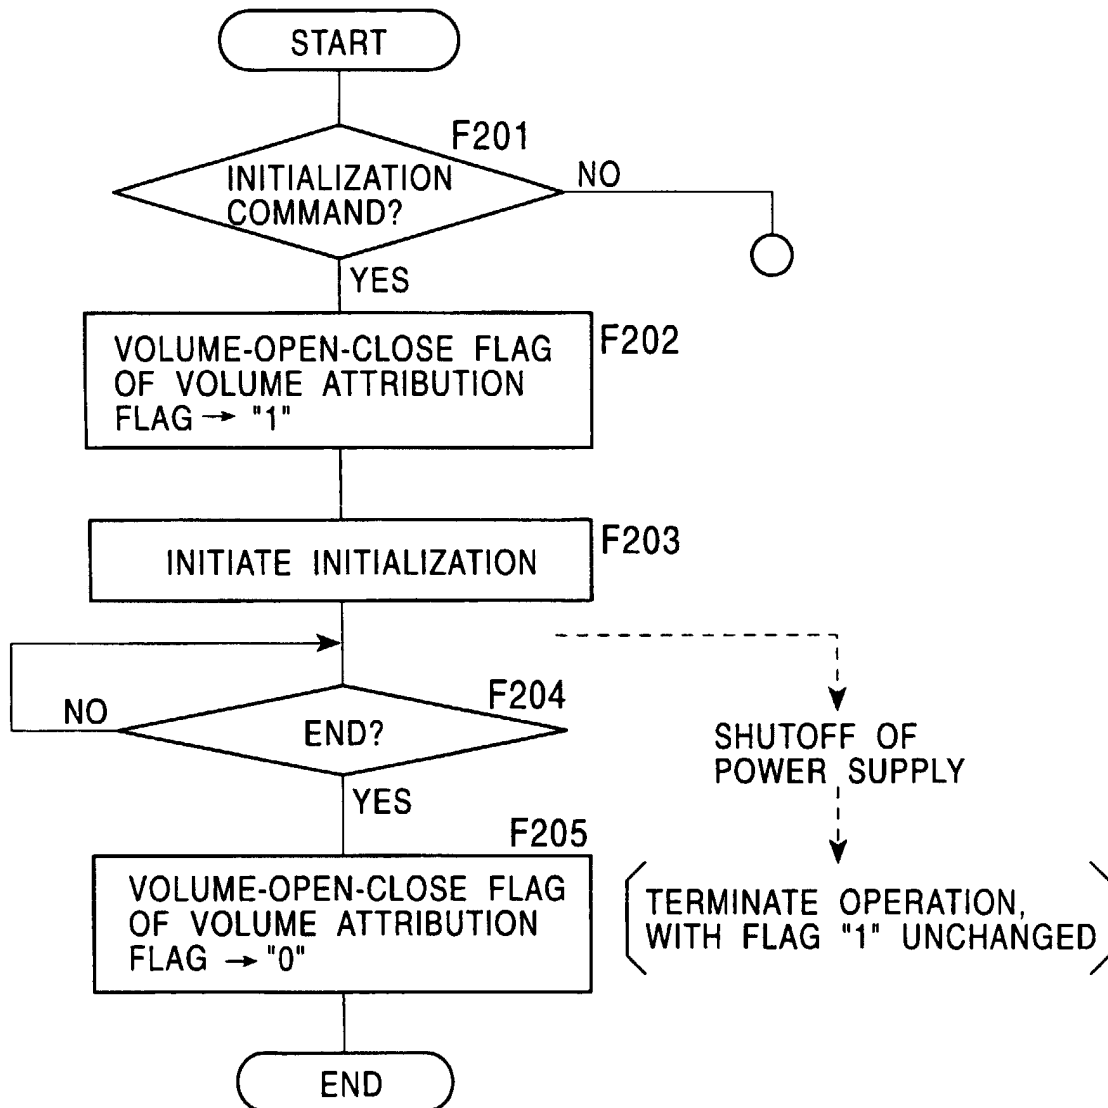 START
F201
INITIALIZATION
COMMAND?
NO
YES
VOLUME-OPEN-CLOSE FLAG
OF VOLUME ATTRIBUTION
FLAG → "1"
F202
INITIATE INITIALIZATION
F203
NO
F204
END?
YES
SHUTOFF OF
POWER SUPPLY
F205
VOLUME-OPEN-CLOSE FLAG
OF VOLUME ATTRIBUTION
FLAG → "0"
TERMINATE OPERATION,
WITH FLAG "1" UNCHANGED
END